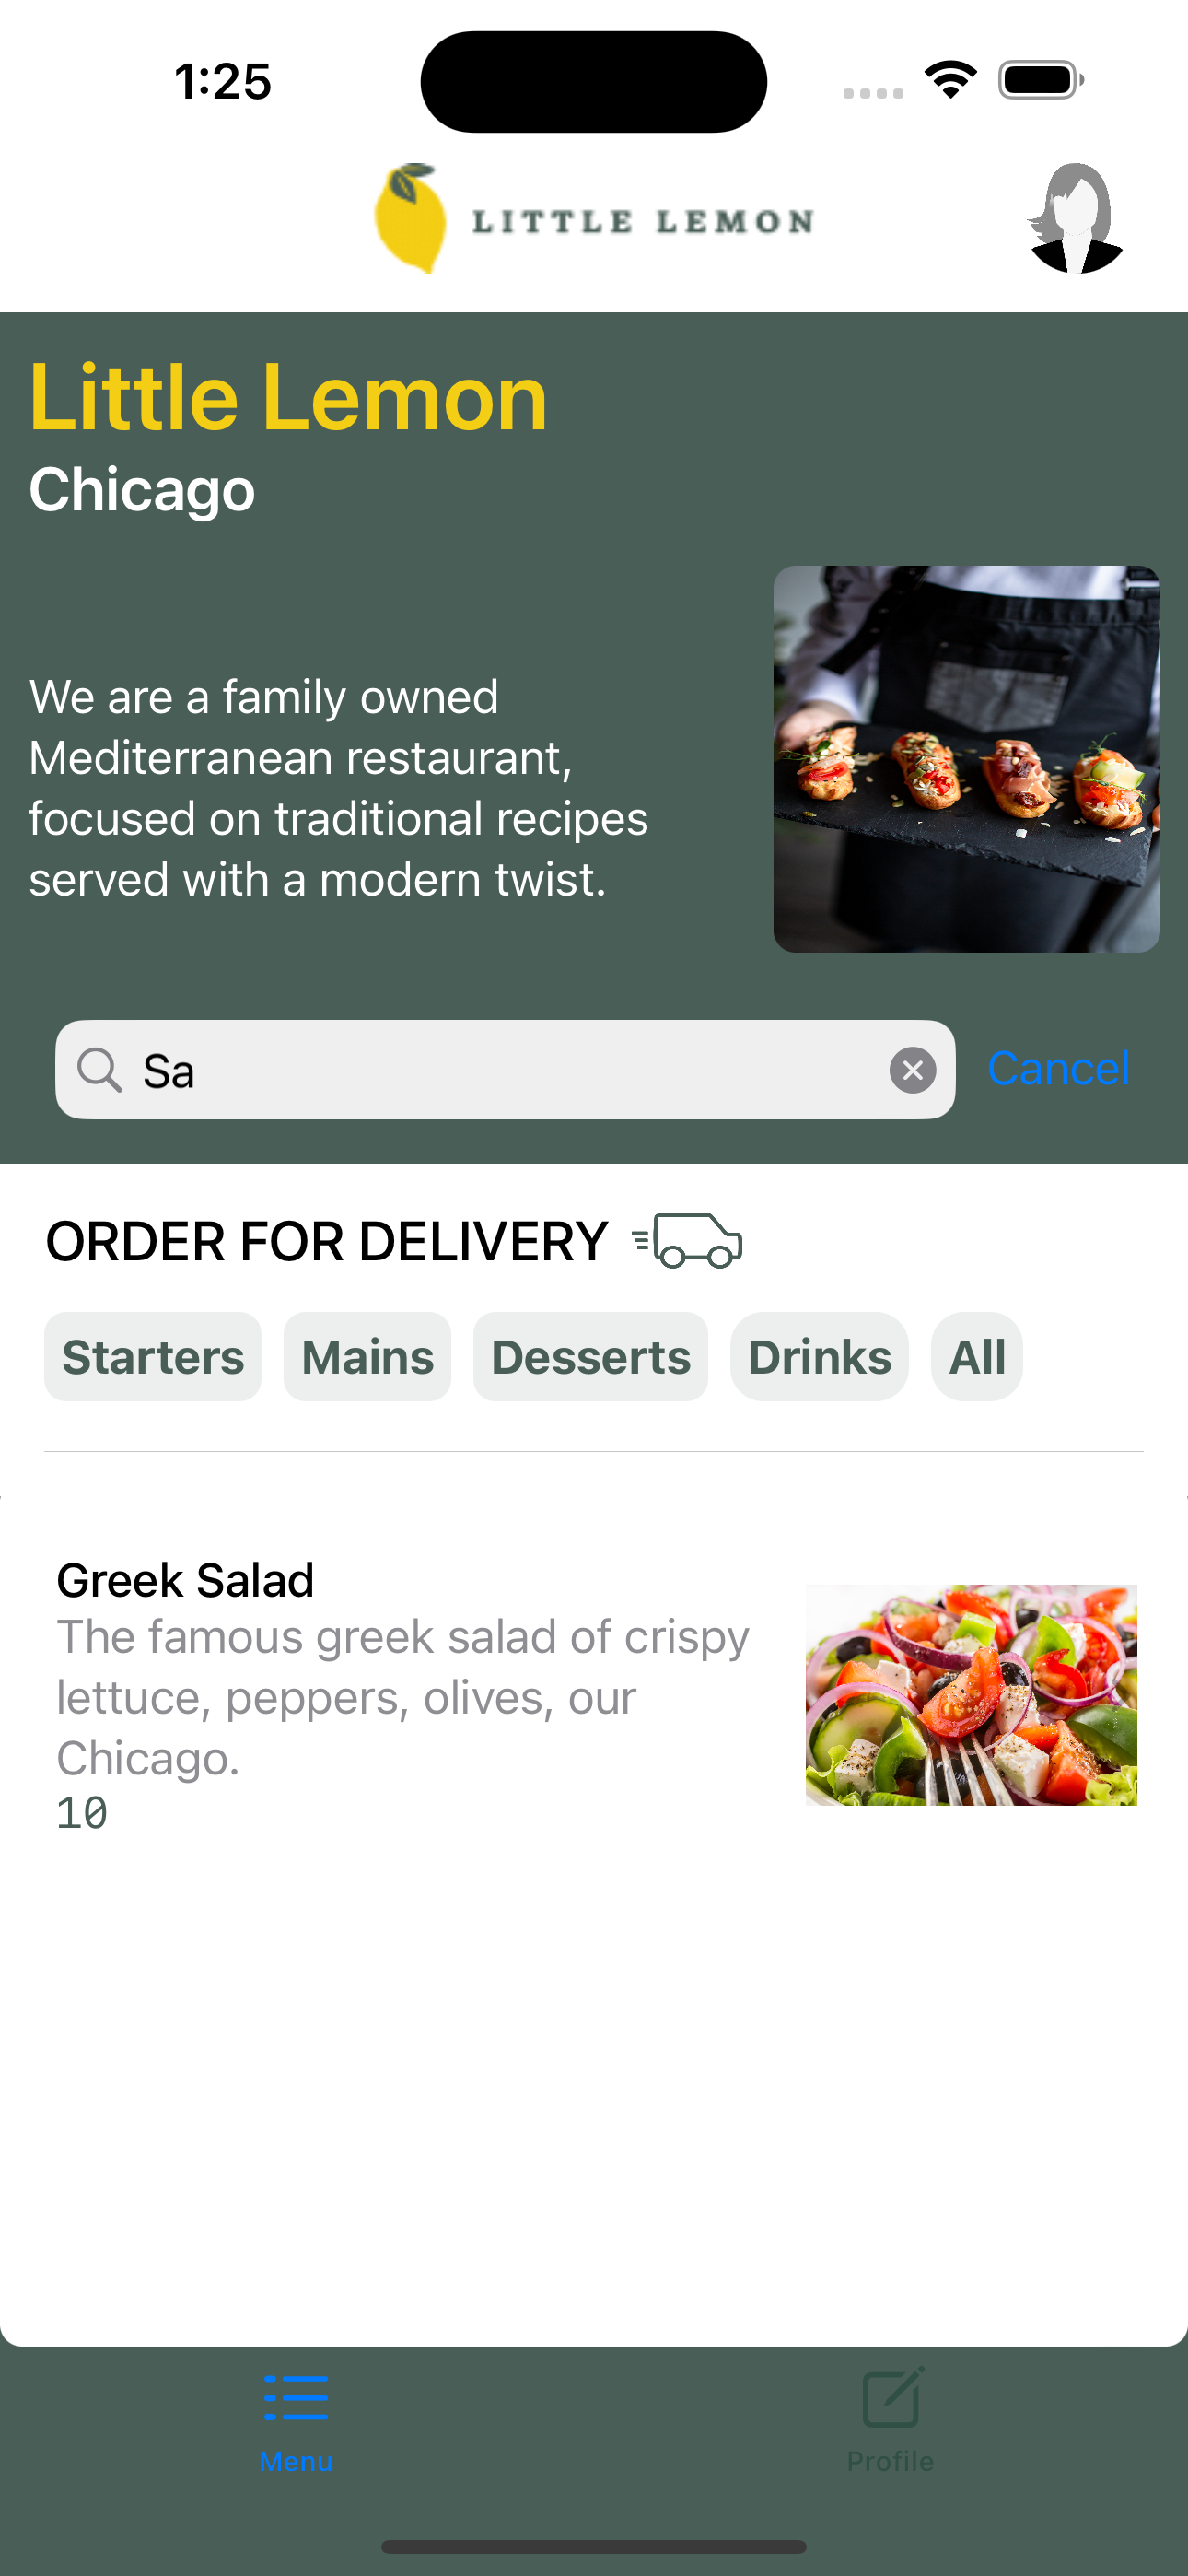 1:25
LITTLE LEMON
Little Lemon
Chicago
We are a family owned
Mediterranean restaurant,
focused on traditional recipes
served with a modern twist.
Sa
Cancel
ORDER FOR DELIVERY
Starters Mains Desserts Drinks All
Greek Salad
The famous greek salad of crispy
lettuce, peppers, olives, our
Chicago.
10
Menu Profile